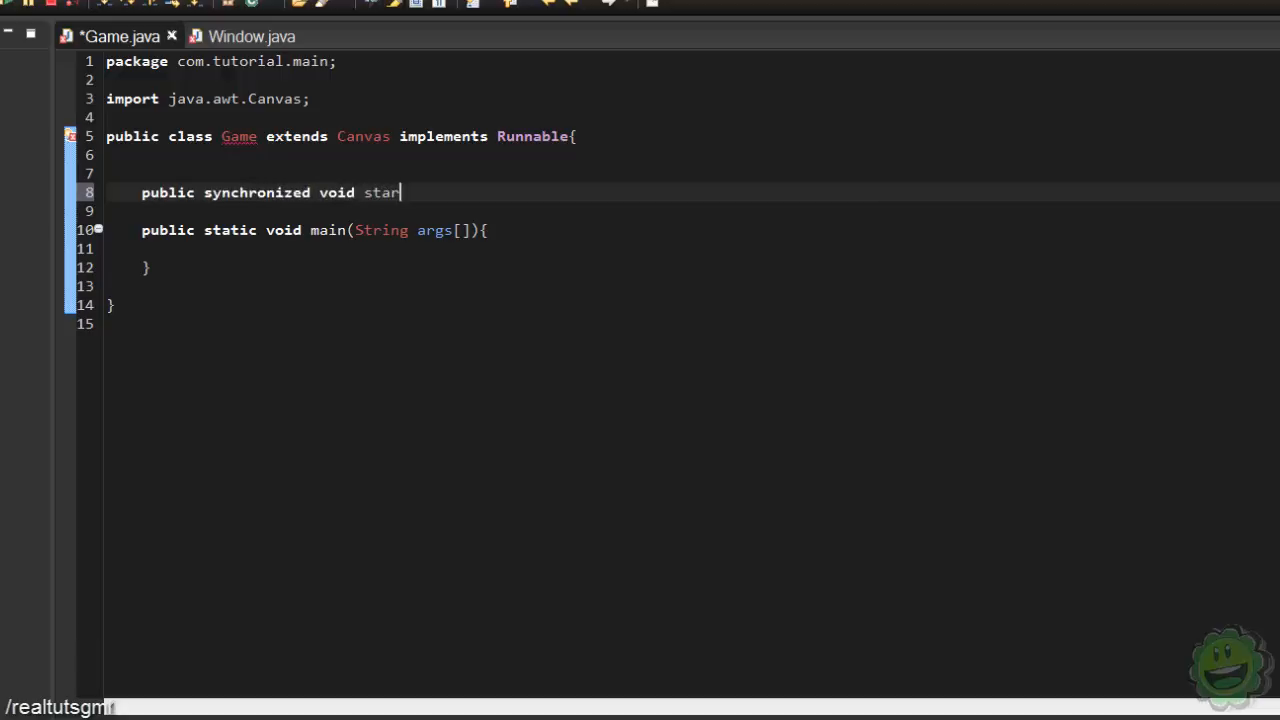 *Game.java
Window.java
1 package com.tutorial.main;
2
3 import java.awt.Canvas;
4
5 public class Game extends Canvas implements Runnable{
6
7
8 public synchronized void star
9
10 public static void main(String args[]){
11
12 }
13
14 }
15
/realtutsgmr